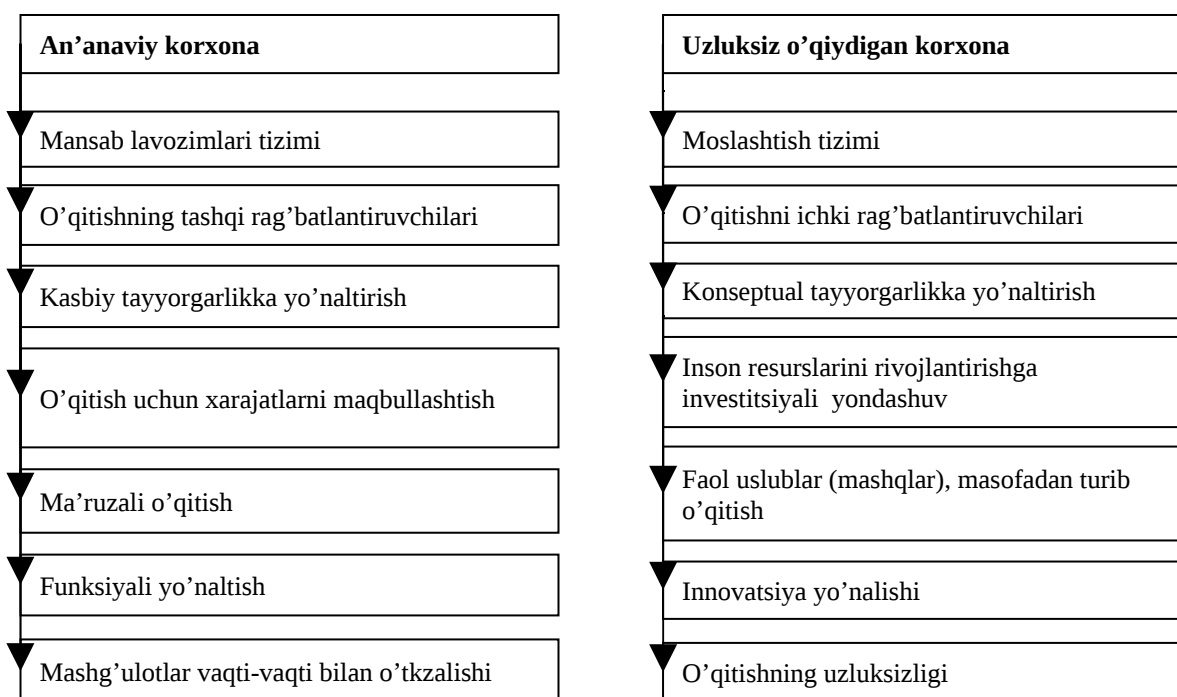 An’anaviy korxona
Mansab lavozimlari tizimi
O’qitishning tashqi rag’batlantiruvchilari
Kasbiy tayyorgarlikka yo’naltirish
O’qitish uchun xarajatlarni maqbullashtish
Ma’ruzali o’qitish
Funksiyali yo’naltish
Mashg’ulotlar vaqti-vaqti bilan o’tkzalishi
Uzluksiz o’qiydigan korxona
Moslashtish tizimi
O’qitishni ichki rag’batlantiruvchilari
Konseptual tayyorgarlikka yo’naltirish
Inson resurslarini rivojlantirishga
investitsiyali yondashuv
Faol uslublar (mashqlar), masofadan turib
o’qitish
Innovatsiya yo’nalishi
O’qitishning uzluksizligi